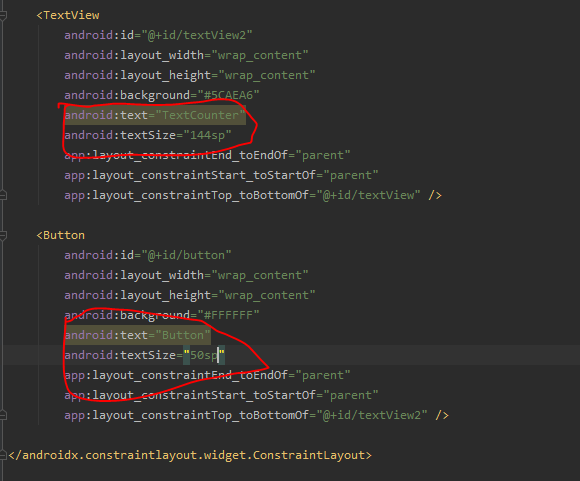 <TextView
android:id="@+id/textView2"
android:layout_width="wrap_content"
android:layout_height="wrap_content"
android:background="#5CAEA6"
android:text="TextCounter"
android:textSize="144sp"
app:layout_constraintEnd_toEndOf="parent"
app:layout_constraintStart_toStartOf="parent"
app:layout_constraintTop_toBottomOf="@+id/textView" />
<Button
android:id="@+id/button"
android:layout_width="wrap_content"
android:layout_height="wrap_content"
android:background="#FFFFFF"
android:text="Button"
android:textSize="50sp"
app:layout_constraintEnd_toEndOf="parent"
app:layout_constraintStart_toStartOf="parent"
app:layout_constraintTop_toBottomOf="@+id/textView2" />
</androidx.constraintlayout.widget.ConstraintLayout>